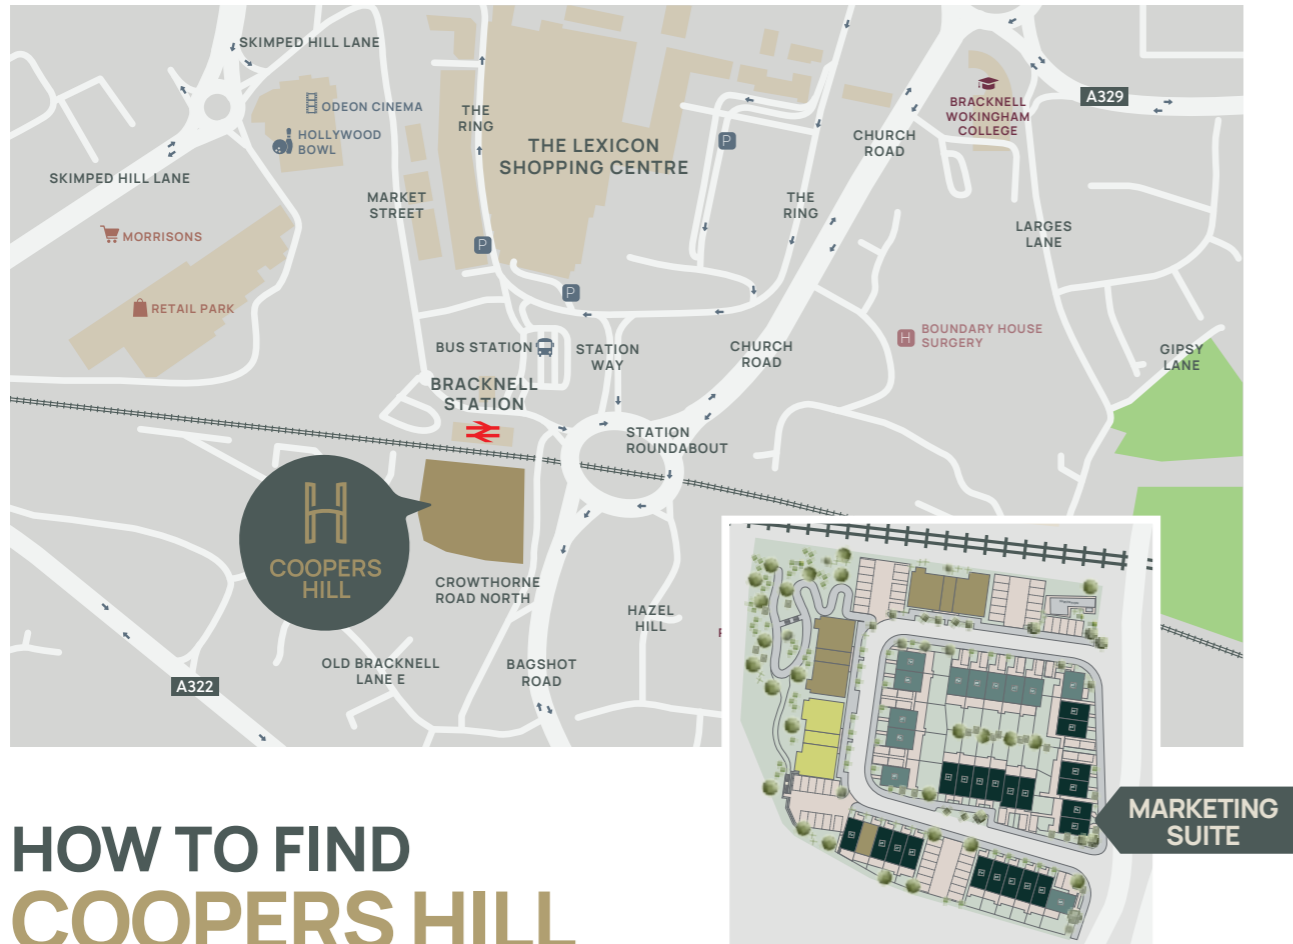 SKIMPED HILL LANE
ODEON CINEMA
HOLLYWOOD
BOWL
THE
RING
THE LEXICON
SHOPPING CENTRE
P
CHURCH
ROAD
BRACKNELL
WOKINGHAM
COLLEGE
A329
SKIMPED HILL LANE
MARKET
STREET
THE
RING
LARGES
LANE
MORRISONS
P
P
RETAIL PARK
BUS STATION
STATION
WAY
CHURCH
ROAD
H
BOUNDARY HOUSE
SURGERY
GIPSY
LANE
BRACKNELL
STATION
STATION
ROUNDABOUT
H
COOPERS
HILL
CROWTHORNE
ROAD NORTH
HAZEL
HILL
OLD BRACKNELL
LANE E
BAGSHOT
ROAD
A322
MARKETING
SUITE
HOW TO FIND
COOPERS HILL